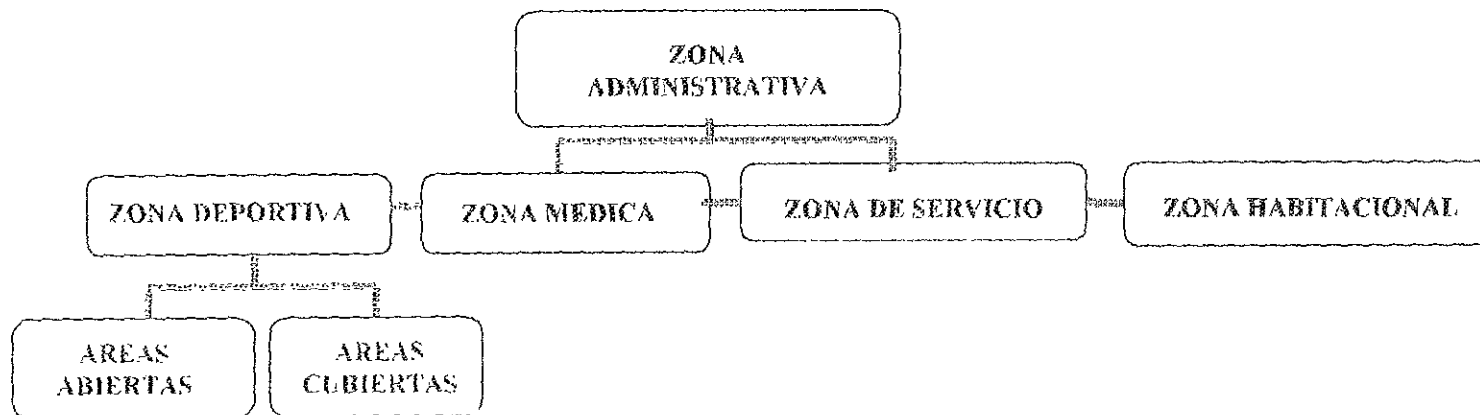 ZONA
ADMINISTRATIVA
ZONA DEPORTIVA
ZONA MEDICA
ZONA DE SERVICIO
ZONA HABITACIONAL
AREAS
ABIERTAS
AREAS
CUBIERTAS